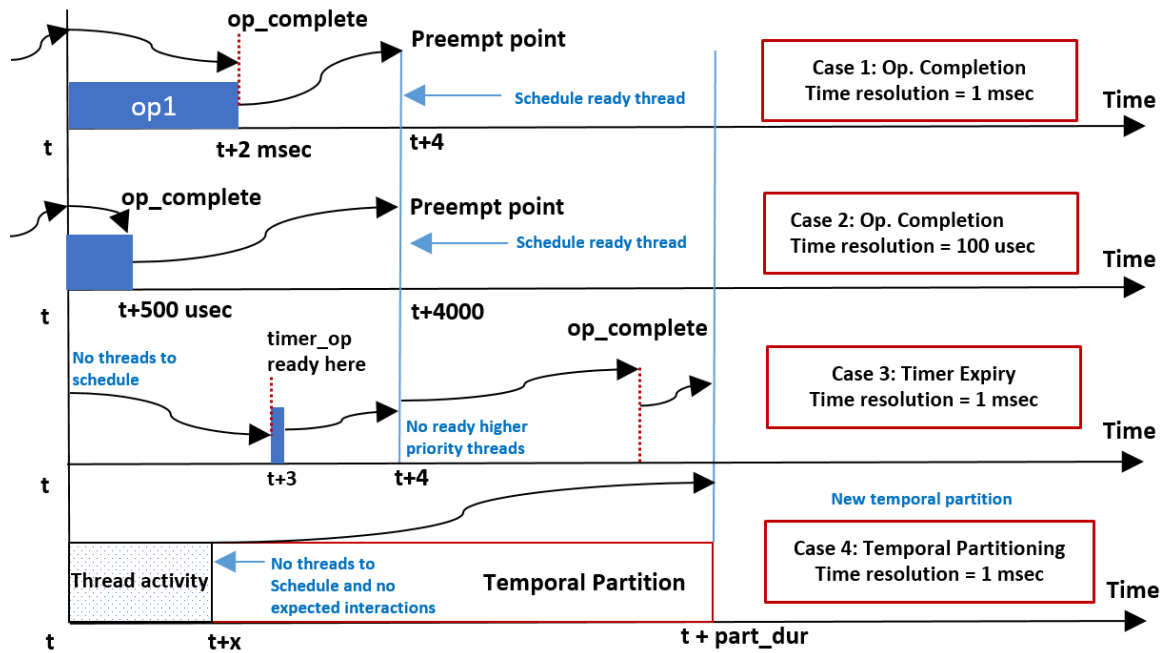 op_complete
Preempt point
op1
Schedule ready thread
Case 1: Op. Completion
Time resolution = 1 msec
Time
t
t+2 msec
t+4
op_complete
Preempt point
Schedule ready thread
Case 2: Op. Completion
Time resolution = 100 usec
Time
t
t+500 usec
t+4000
No threads to
schedule
timer_op
ready here
op_complete
No ready higher
priority threads
Case 3: Timer Expiry
Time resolution = 1 msec
Time
t
t+3
t+4
New temporal partition
Thread activity
No threads to
Schedule and no
expected interactions
Temporal Partition
Case 4: Temporal Partitioning
Time resolution = 1 msec
Time
t
t+x
t + part_dur